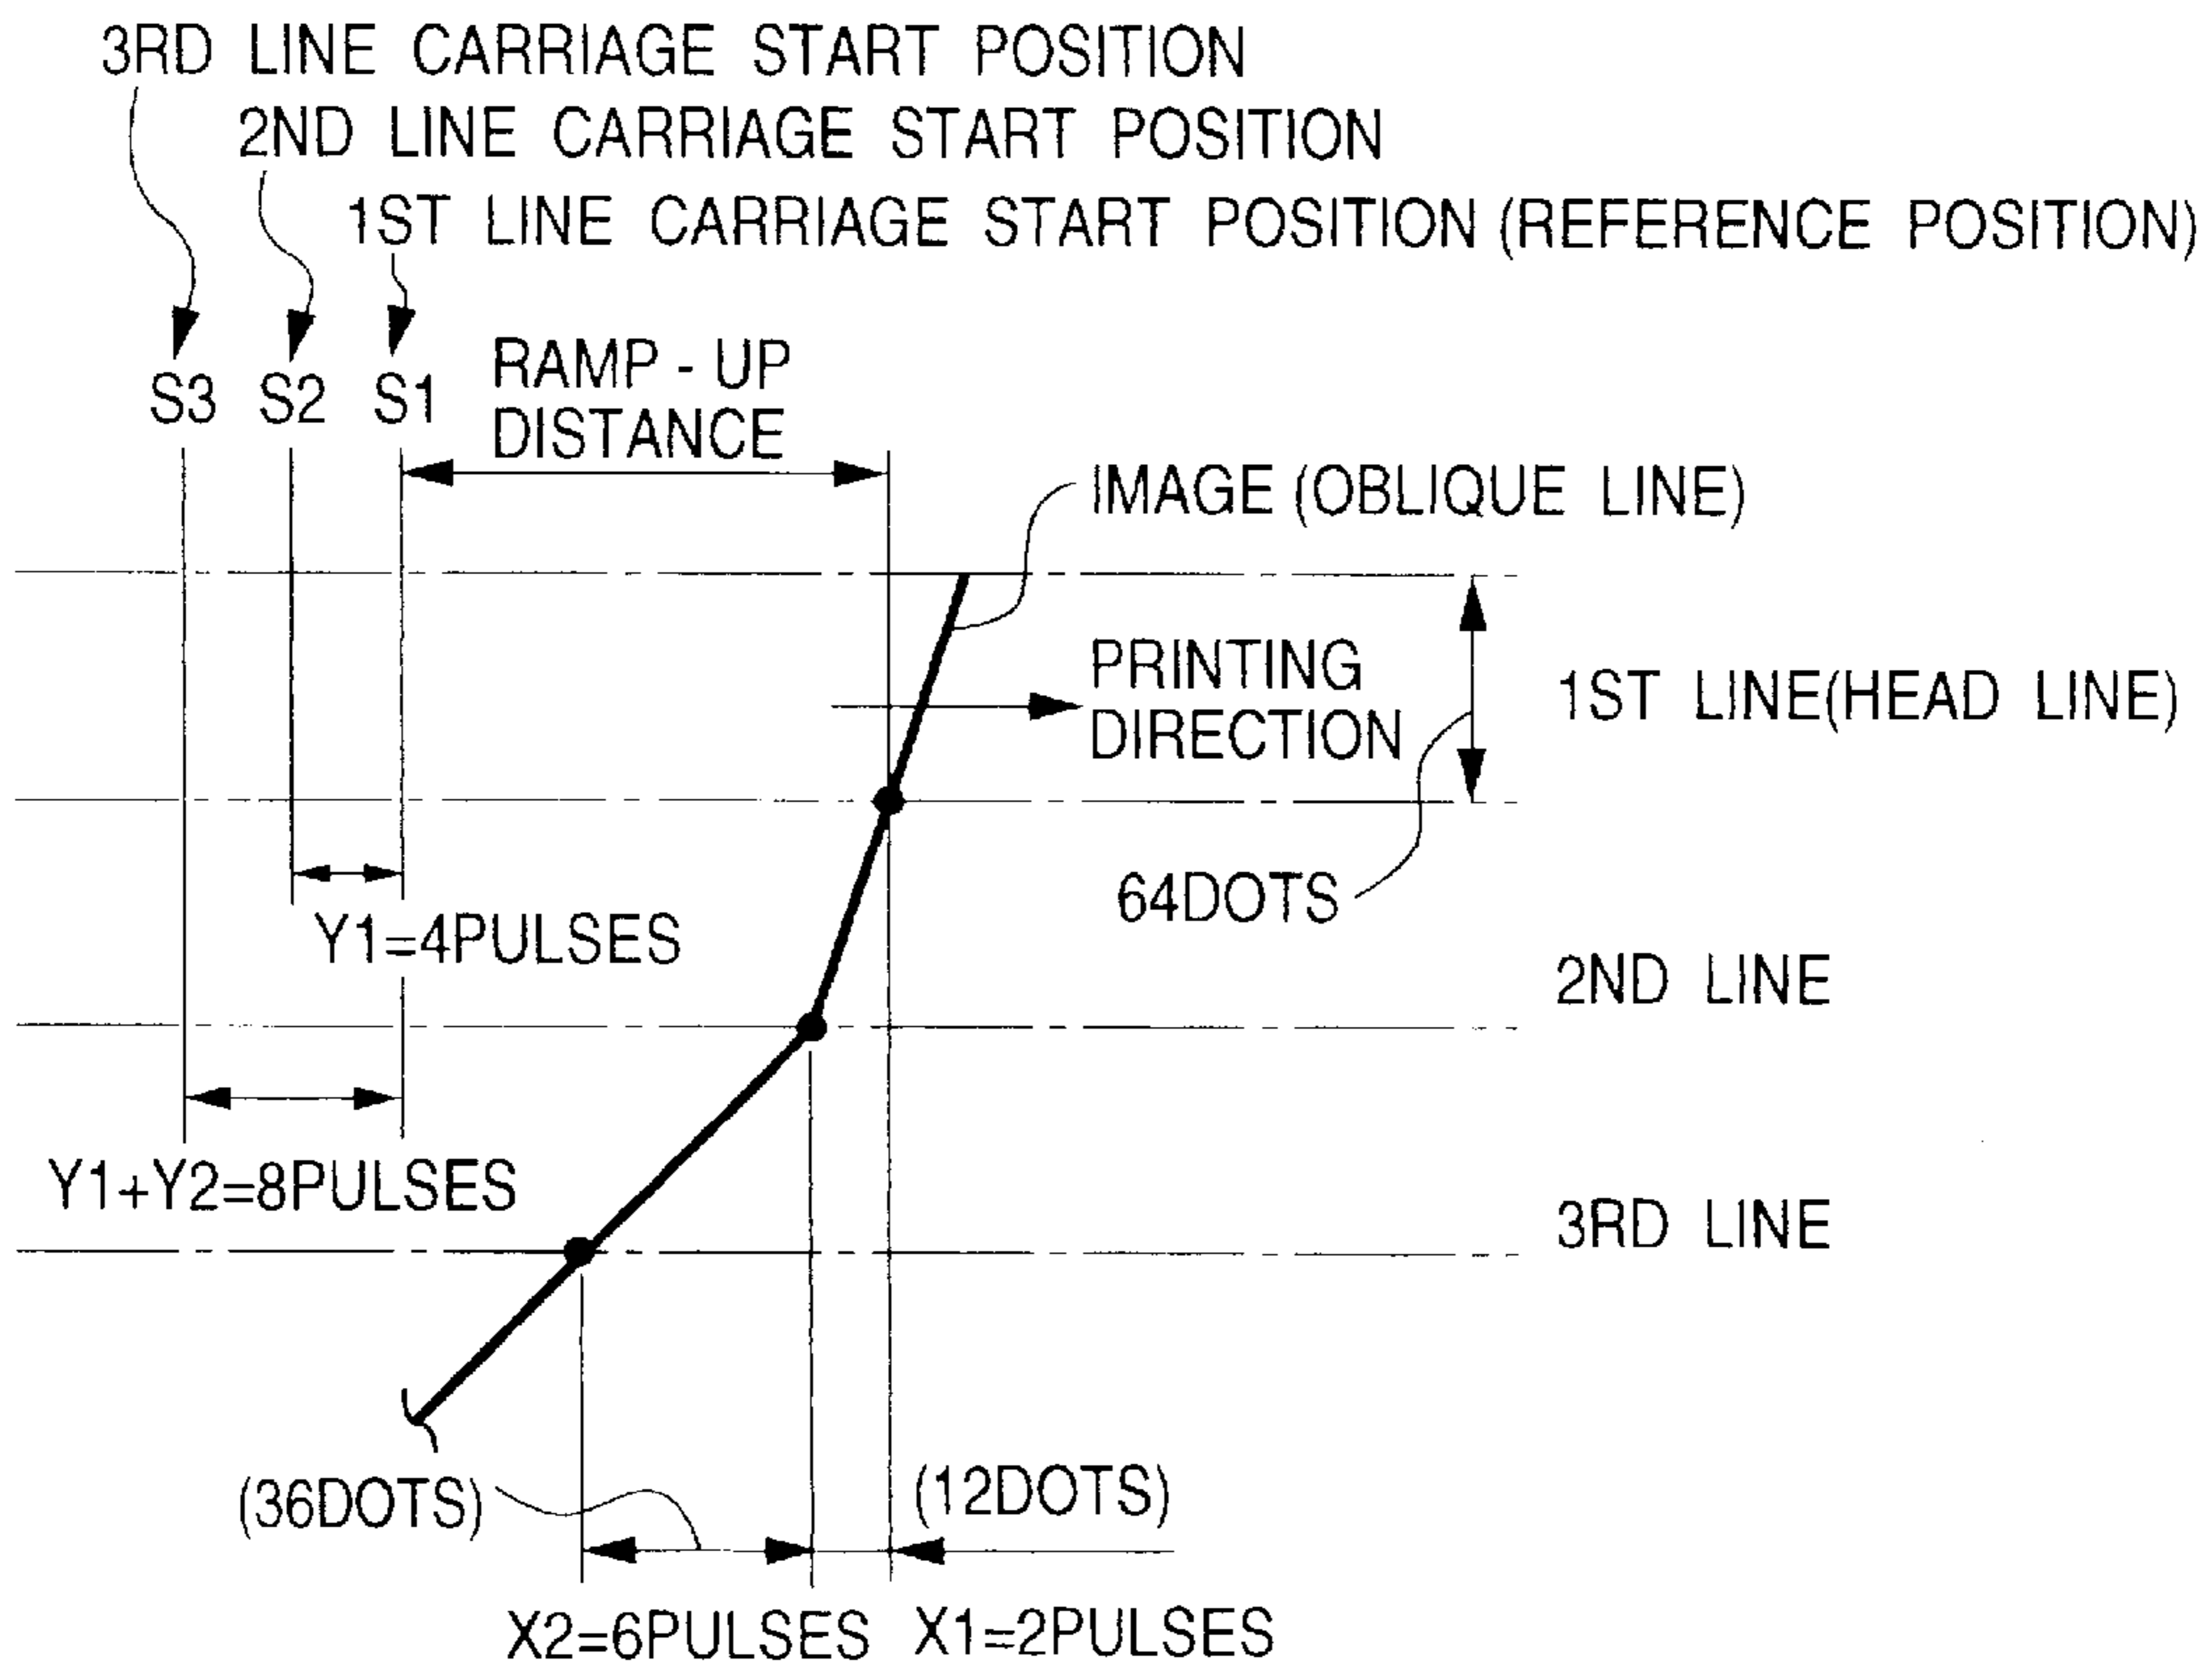 3RD LINE CARRIAGE START POSITION
2ND LINE CARRIAGE START POSITION
1ST LINE CARRIAGE START POSITION (REFERENCE POSITION)
S3 S2 S1
RAMP - UP
DISTANCE
IMAGE (OBLIQUE LINE)
PRINTING
DIRECTION
1ST LINE(HEAD LINE)
64DOTS
Y1=4PULSES
2ND LINE
Y1+Y2=8PULSES
3RD LINE
(36DOTS)
(12DOTS)
X2=6PULSES X1=2PULSES